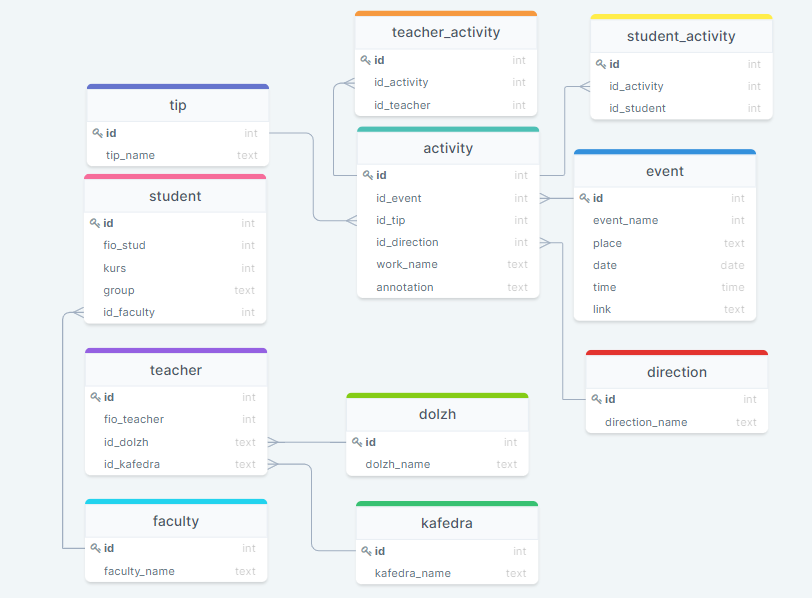 teacher_activity
id int
id_activity int
id_teacher int
student_activity
id int
id_activity int
id_student int
tip
id int
tip_name text
activity
id int
id_event int
id_tip int
id_direction int
work_name text
annotation text
event
id int
event_name int
place text
date date
time time
link text
student
id int
fio_stud int
kurs int
group text
id_faculty int
teacher
id int
fio_teacher int
id_dolzh text
id_kafedra text
dolzh
id int
dolzh_name text
direction
id int
direction_name text
faculty
id int
faculty_name text
kafedra
id int
kafedra_name text